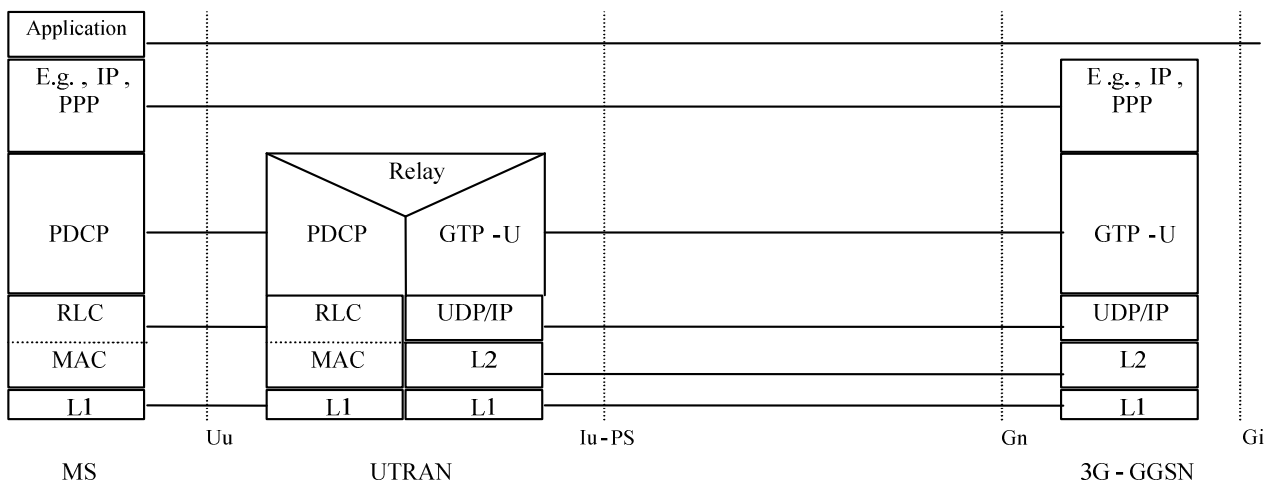 Application
E.g. , IP ,
PPP
E .g. , IP ,
PPP
Relay
PDCP
PDCP
GTP - U
GTP - U
RLC
RLC
UDP/IP
UDP/IP
MAC
MAC
L2
L2
L1
L1
L1
L1
Uu
Iu - PS
Gn
Gi
MS
UTRAN
3G - GGSN